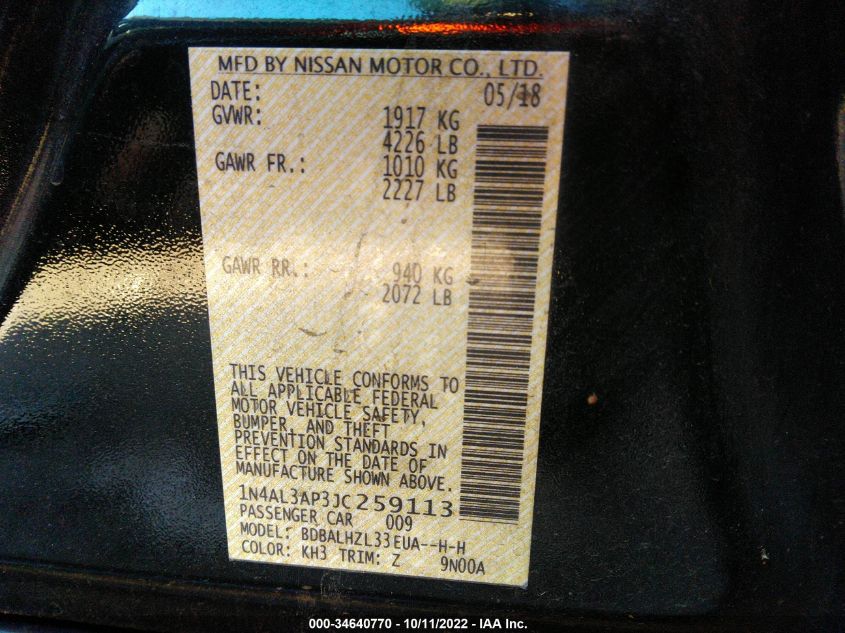 MFD BY NISSAN MOTOR CO., LTD.
DATE: 05/18
GVWR: 1917 KG
4226 LB
GAWR FR.: 1010 KG
2227 LB
GAWR RR.: 940 KG
2072 LB
THIS VEHICLE CONFORMS TO
ALL APPLICABLE FEDERAL
MOTOR VEHICLE SAFETY,
BUMPER, AND THEFT
PREVENTION STANDARDS IN
EFFECT ON THE DATE OF
MANUFACTURE SHOWN ABOVE.
1N4AL3AP3JC259113
PASSENGER CAR 009
MODEL: BDBALHZL33EUA--H-H
COLOR: KH3 TRIM: Z 9N00A
000-34640770 - 10/11/2022 - IAA Inc.